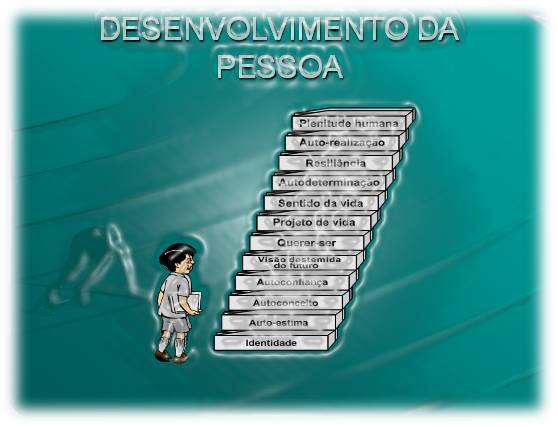 DESENVOLVIMENTO DA
PESSOA
Plenitude humana
Auto-realização
Resiliência
Autodeterminação
Sentido da vida
Projeto de vida
Querer-ser
Visão destemida
do futuro
Autoconfiança
Autoconceito
Auto-estima
Identidade